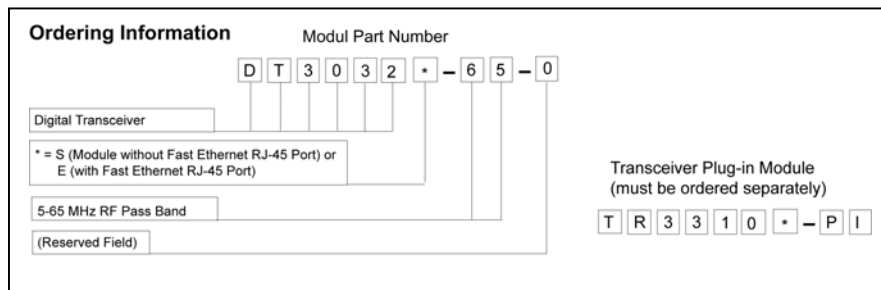 Ordering Information
Modul Part Number
D T 3 0 3 2 * – 6 5 – 0
Digital Transceiver
* = S (Module without Fast Ethernet RJ-45 Port) or
E (with Fast Ethernet RJ-45 Port)
5-65 MHz RF Pass Band
(Reserved Field)
Transceiver Plug-in Module
(must be ordered separately)
T R 3 3 1 0 * – P I